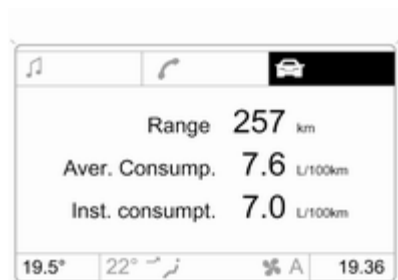 Range 257 km
Aver. Consump. 7.6 L/100km
Inst. consumpt. 7.0 L/100km
19.5° 22° A 19.36